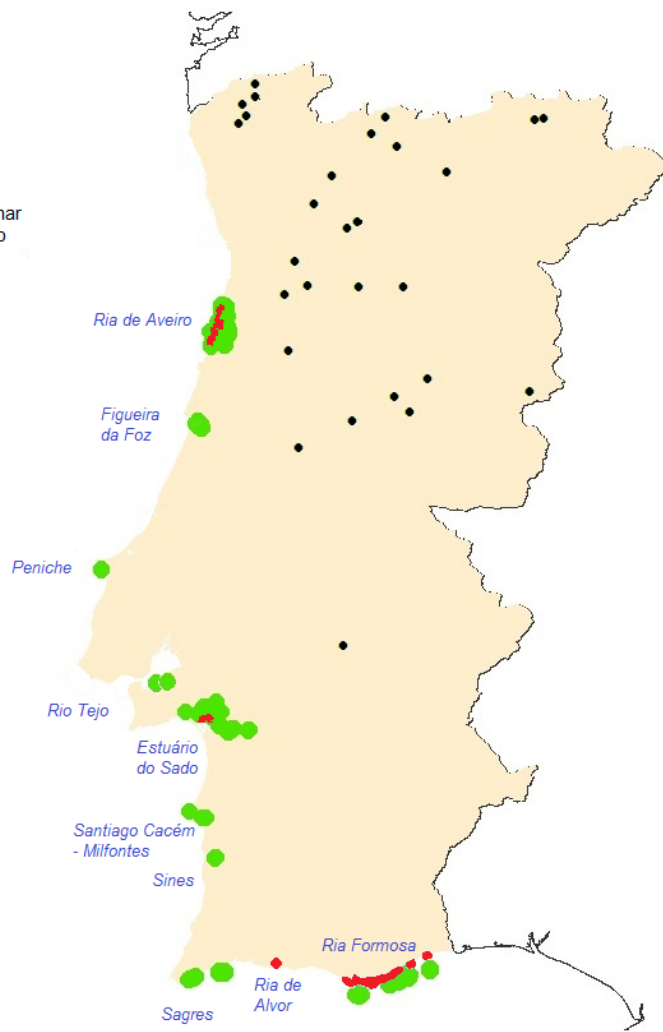 Ria de Aveiro
Figueira
da Foz
Peniche
Rio Tejo
Estuário
do Sado
Santiago Cacém
- Milfontes
Sines
Ria Formosa
Ria de
Alvor
Sagres